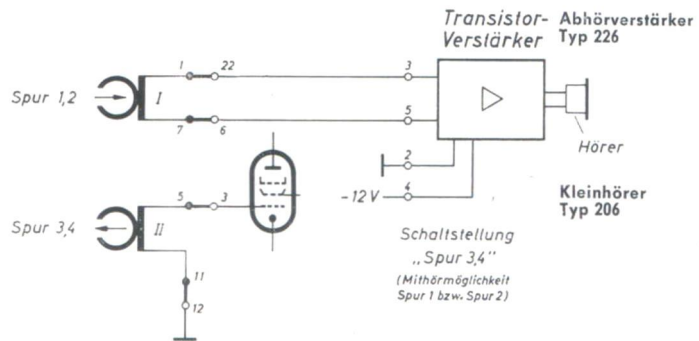 Transistor-
Verstärker
Abhörverstärker
Typ 226
Spur 1,2
I
1
22
7
6
3
5
2
4
-12V
Hörer
Kleinhörer
Typ 206
Spur 3,4
II
5
3
11
12
Schaltstellung
„Spur 3,4"
(Mithörmöglichkeit
Spur 1 bzw. Spur 2)